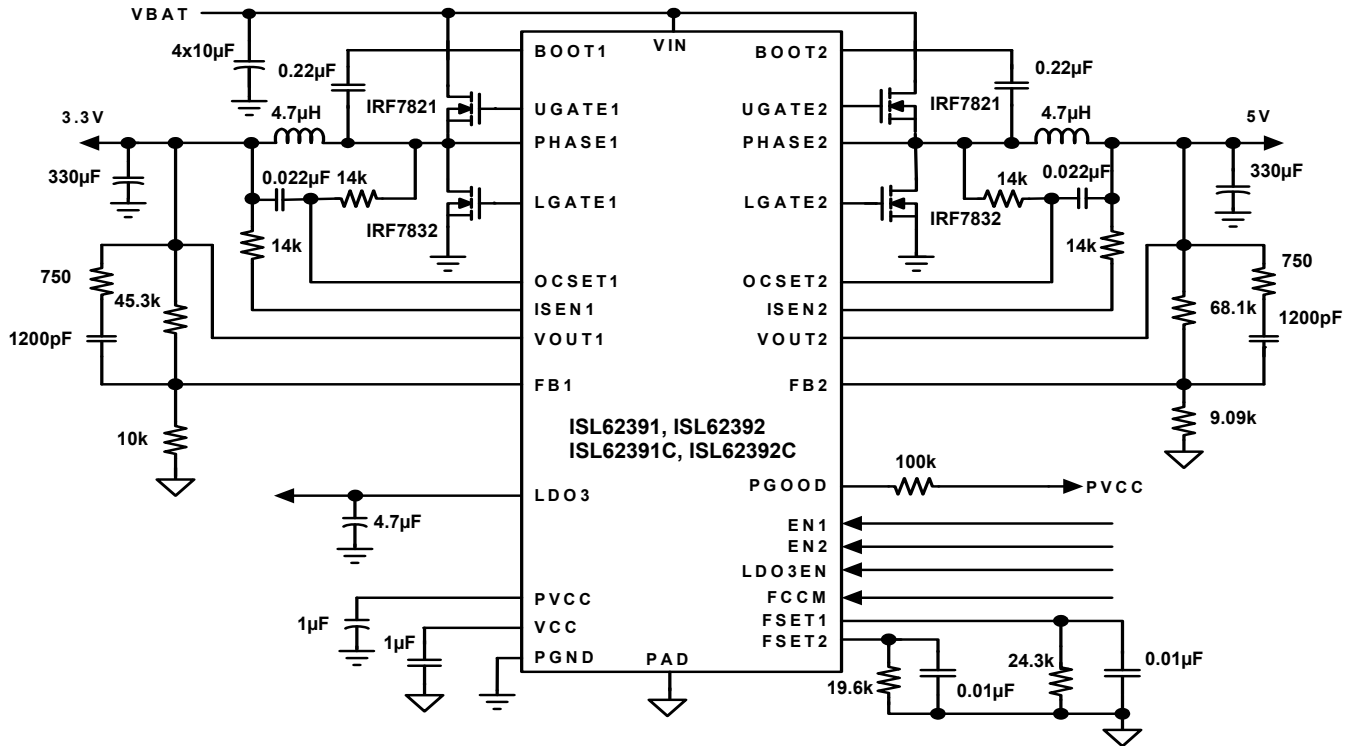 VBAT
4x10µF
0.22µF
IRF7821
4.7µH
3.3V
330µF
0.022µF
14k
IRF7832
14k
750
45.3k
1200pF
10k
4.7µF
1µF
1µF
VIN
BOOT1
UGATE1
PHASE1
LGATE1
OCSET1
ISEN1
VOUT1
FB1
ISL62391, ISL62392
ISL62391C, ISL62392C
LDO3
PVCC
VCC
PGND
PAD
BOOT2
UGATE2
PHASE2
LGATE2
OCSET2
ISEN2
VOUT2
FB2
PGOOD
EN1
EN2
LDO3EN
FCCM
FSET1
FSET2
0.22µF
IRF7821
4.7µH
5V
330µF
14k
0.022µF
IRF7832
14k
750
68.1k
1200pF
9.09k
100k
PVCC
19.6k
0.01µF
24.3k
0.01µF